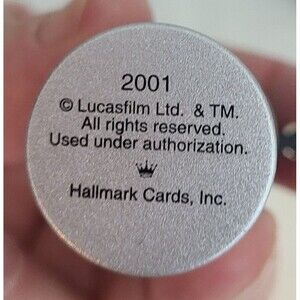 2001
© Lucasfilm Ltd. & TM.
All rights reserved.
Used under authorization.
Hallmark Cards, Inc.